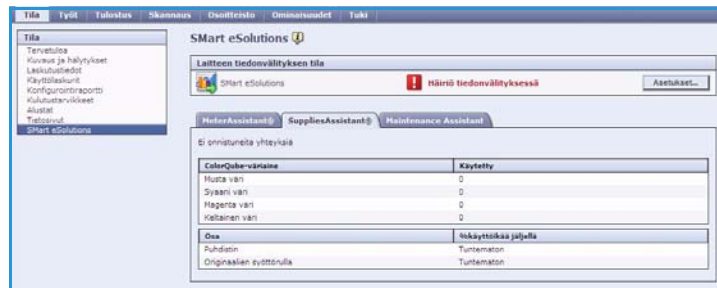 Tila Työt Tulostus Skannaus Osoitteisto Ominaisuudet Tuki
Tila
Tervetuloa
Kuvaus ja hälytykset
Laskutustiedot
Käyttölaskurit
Konfigurointiraportti
Kulutustarvikkeet
Alustat
Tietosivut
SMart eSolutions
SMart eSolutions
Laitteen tiedonvälityksen tila
SMart eSolutions Häiriö tiedonvälityksessä Asetukset...
MeterAssistant® SuppliesAssistant® Maintenance Assistant
Ei onnistuneita yhteyksiä
ColorQube-väriaine Käytetty
Musta väri 0
Syaani väri 0
Magenta väri 0
Keltainen väri 0
Osa %käyttöikää jäljellä
Puhdistin Tuntematon
Originaalien syöttörulla Tuntematon